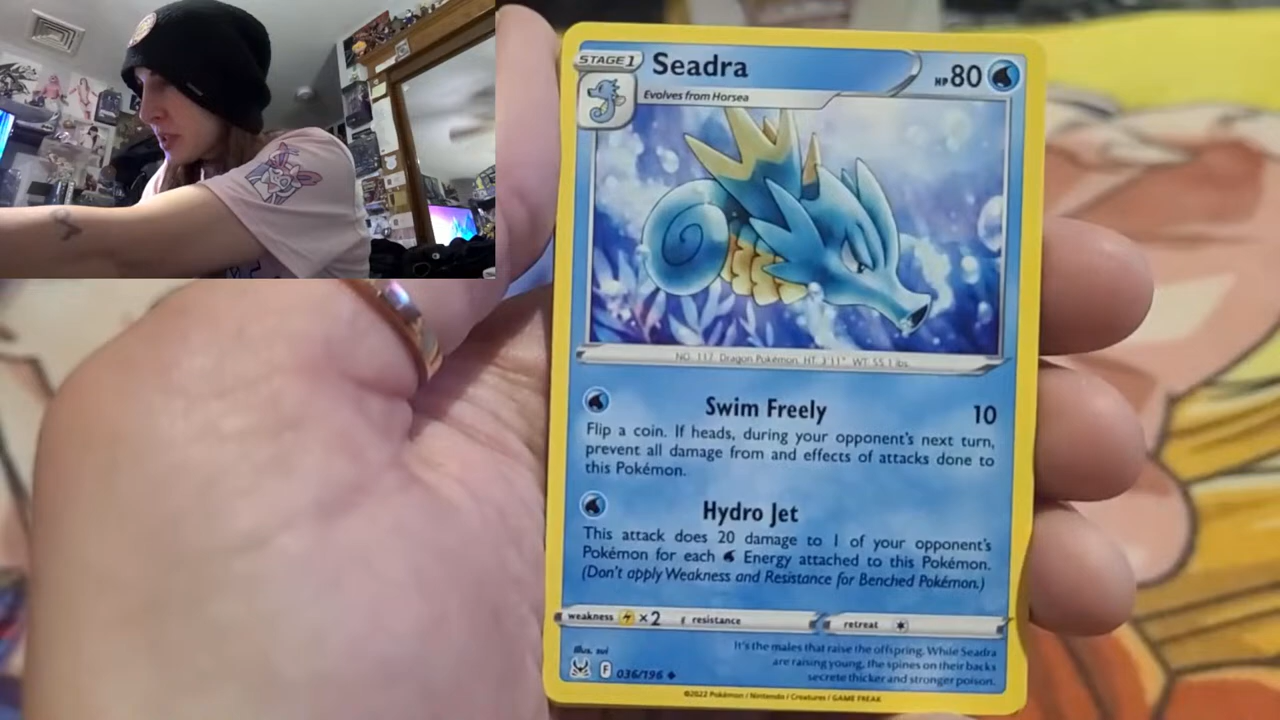 STAGE 1
Seadra
HP 80
Evolves from Horsea
NO. 117 Dragon Pokémon HT: 3'11" WT: 55.1 lbs.
Swim Freely 10
Flip a coin. If heads, during your opponent's next turn,
prevent all damage from and effects of attacks done to
this Pokémon.
Hydro Jet
This attack does 20 damage to 1 of your opponent's
Pokémon for each Energy attached to this Pokémon.
(Don't apply Weakness and Resistance for Benched Pokémon.)
weakness ×2 resistance retreat
Illus. sui
It's the males that raise the offspring. While Seadra
are raising young, the spines on their backs
secrete thicker and stronger poison.
F 036/196
©2022 Pokémon / Nintendo / Creatures / GAME FREAK